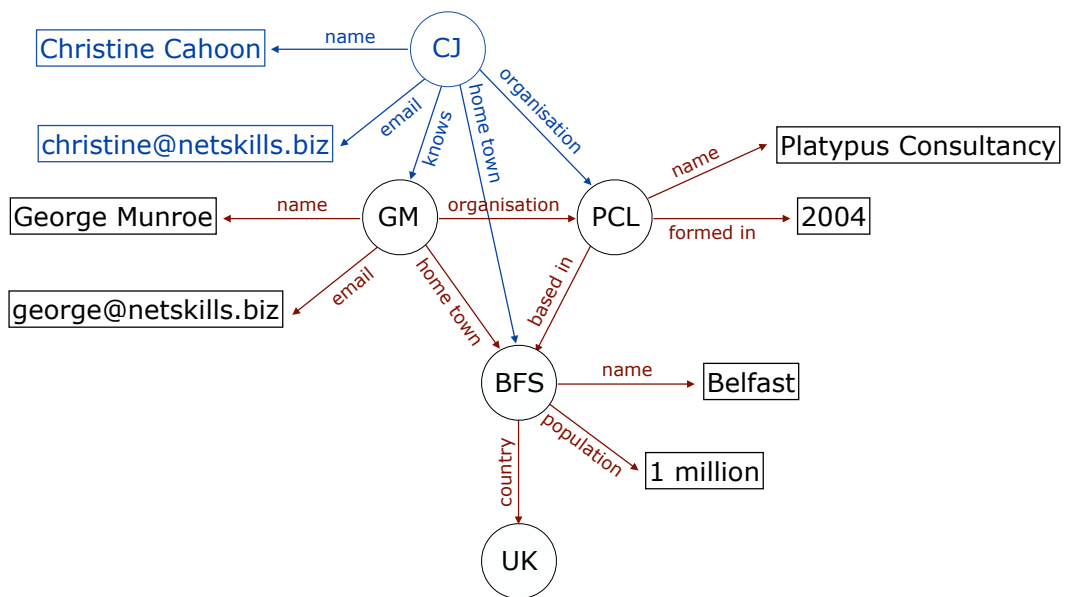 CJ
name
Christine Cahoon
email
christine@netskills.biz
knows
home town
organisation
name
Platypus Consultancy
George Munroe
name
GM
organisation
PCL
formed in
2004
email
george@netskills.biz
home town
based in
BFS
name
Belfast
population
1 million
country
UK